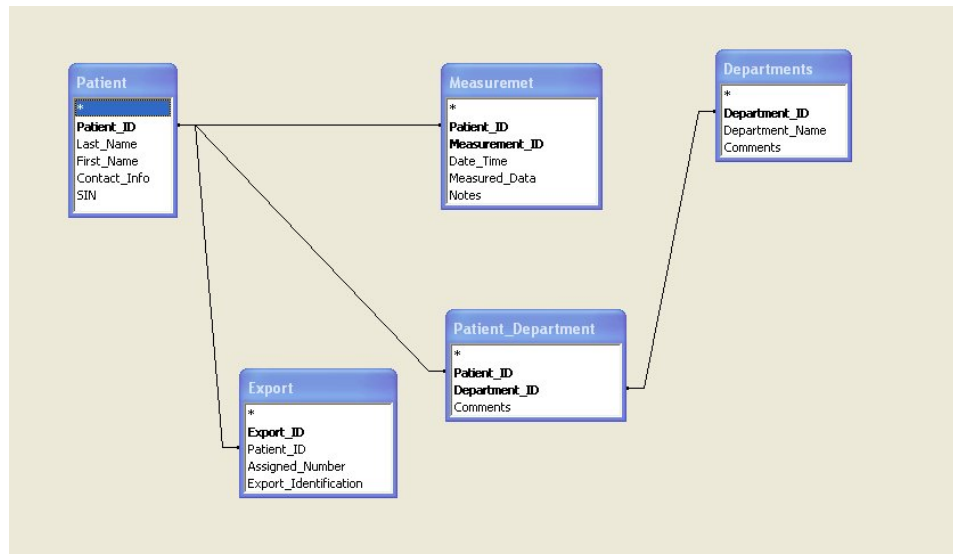 Patient
*
Patient_ID
Last_Name
First_Name
Contact_Info
SIN
Measuremet
*
Patient_ID
Measurement_ID
Date_Time
Measured_Data
Notes
Departments
*
Department_ID
Department_Name
Comments
Patient_Department
*
Patient_ID
Department_ID
Comments
Export
*
Export_ID
Patient_ID
Assigned_Number
Export_Identification